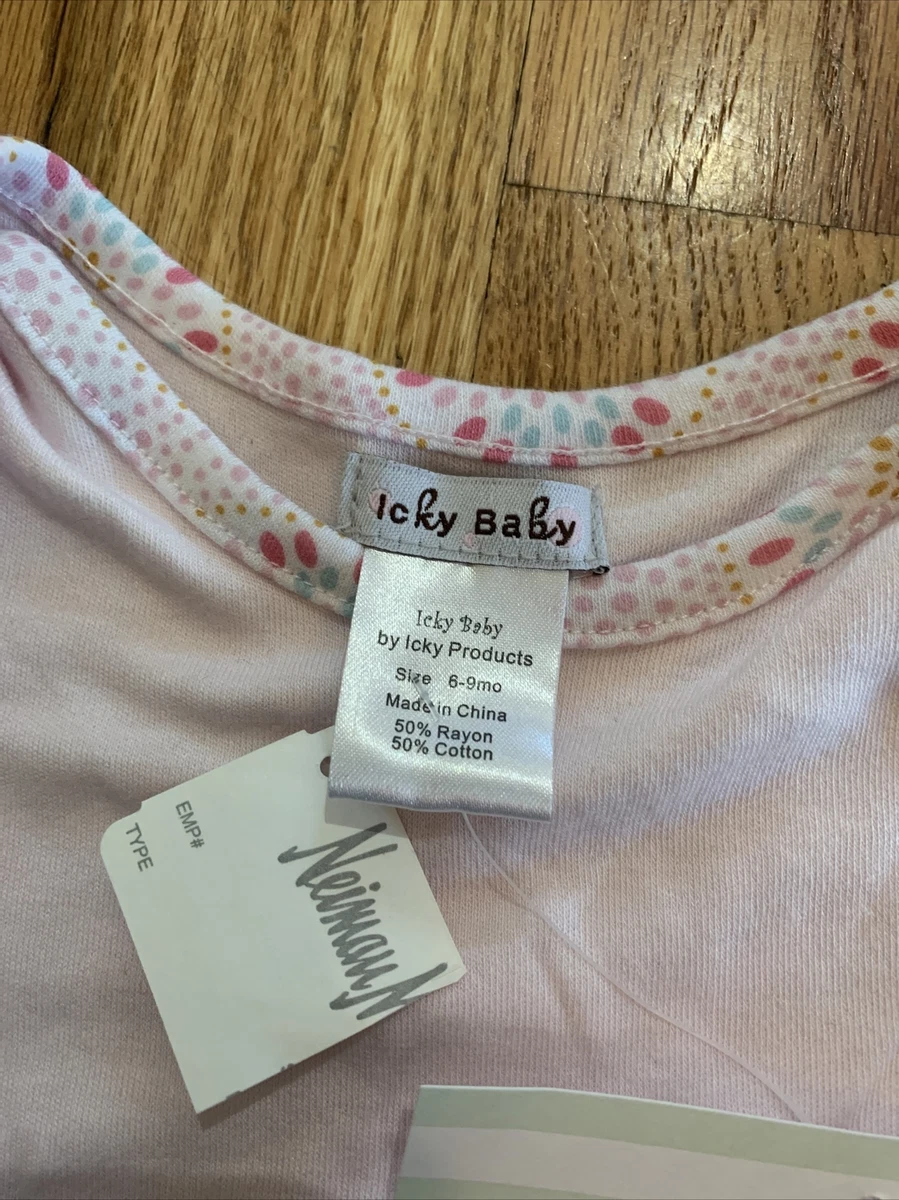 Icky Baby
Icky Baby
by Icky Products
Size 6-9mo
Made in China
50% Rayon
50% Cotton
EMP#
TYPE
Neiman M